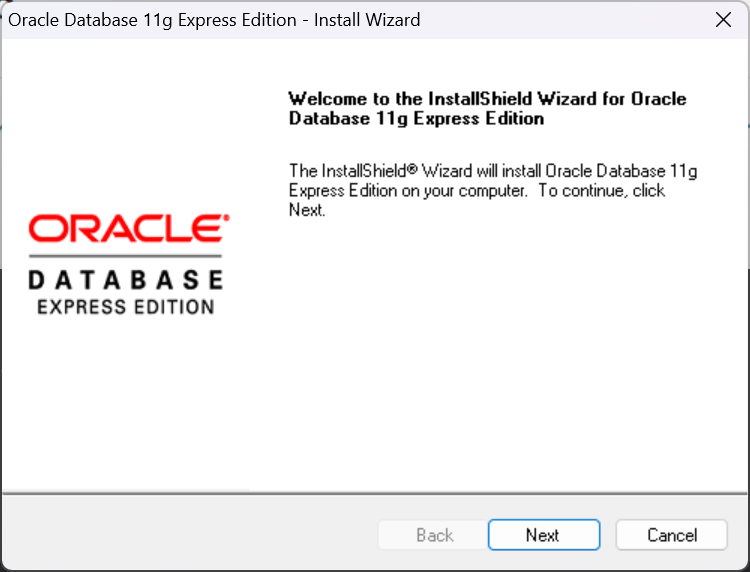 Oracle Database 11g Express Edition - Install Wizard
Welcome to the InstallShield Wizard for Oracle
Database 11g Express Edition
The InstallShield® Wizard will install Oracle Database 11g
Express Edition on your computer.  To continue, click
Next.
ORACLE®
DATABASE
EXPRESS EDITION
Back
Next
Cancel